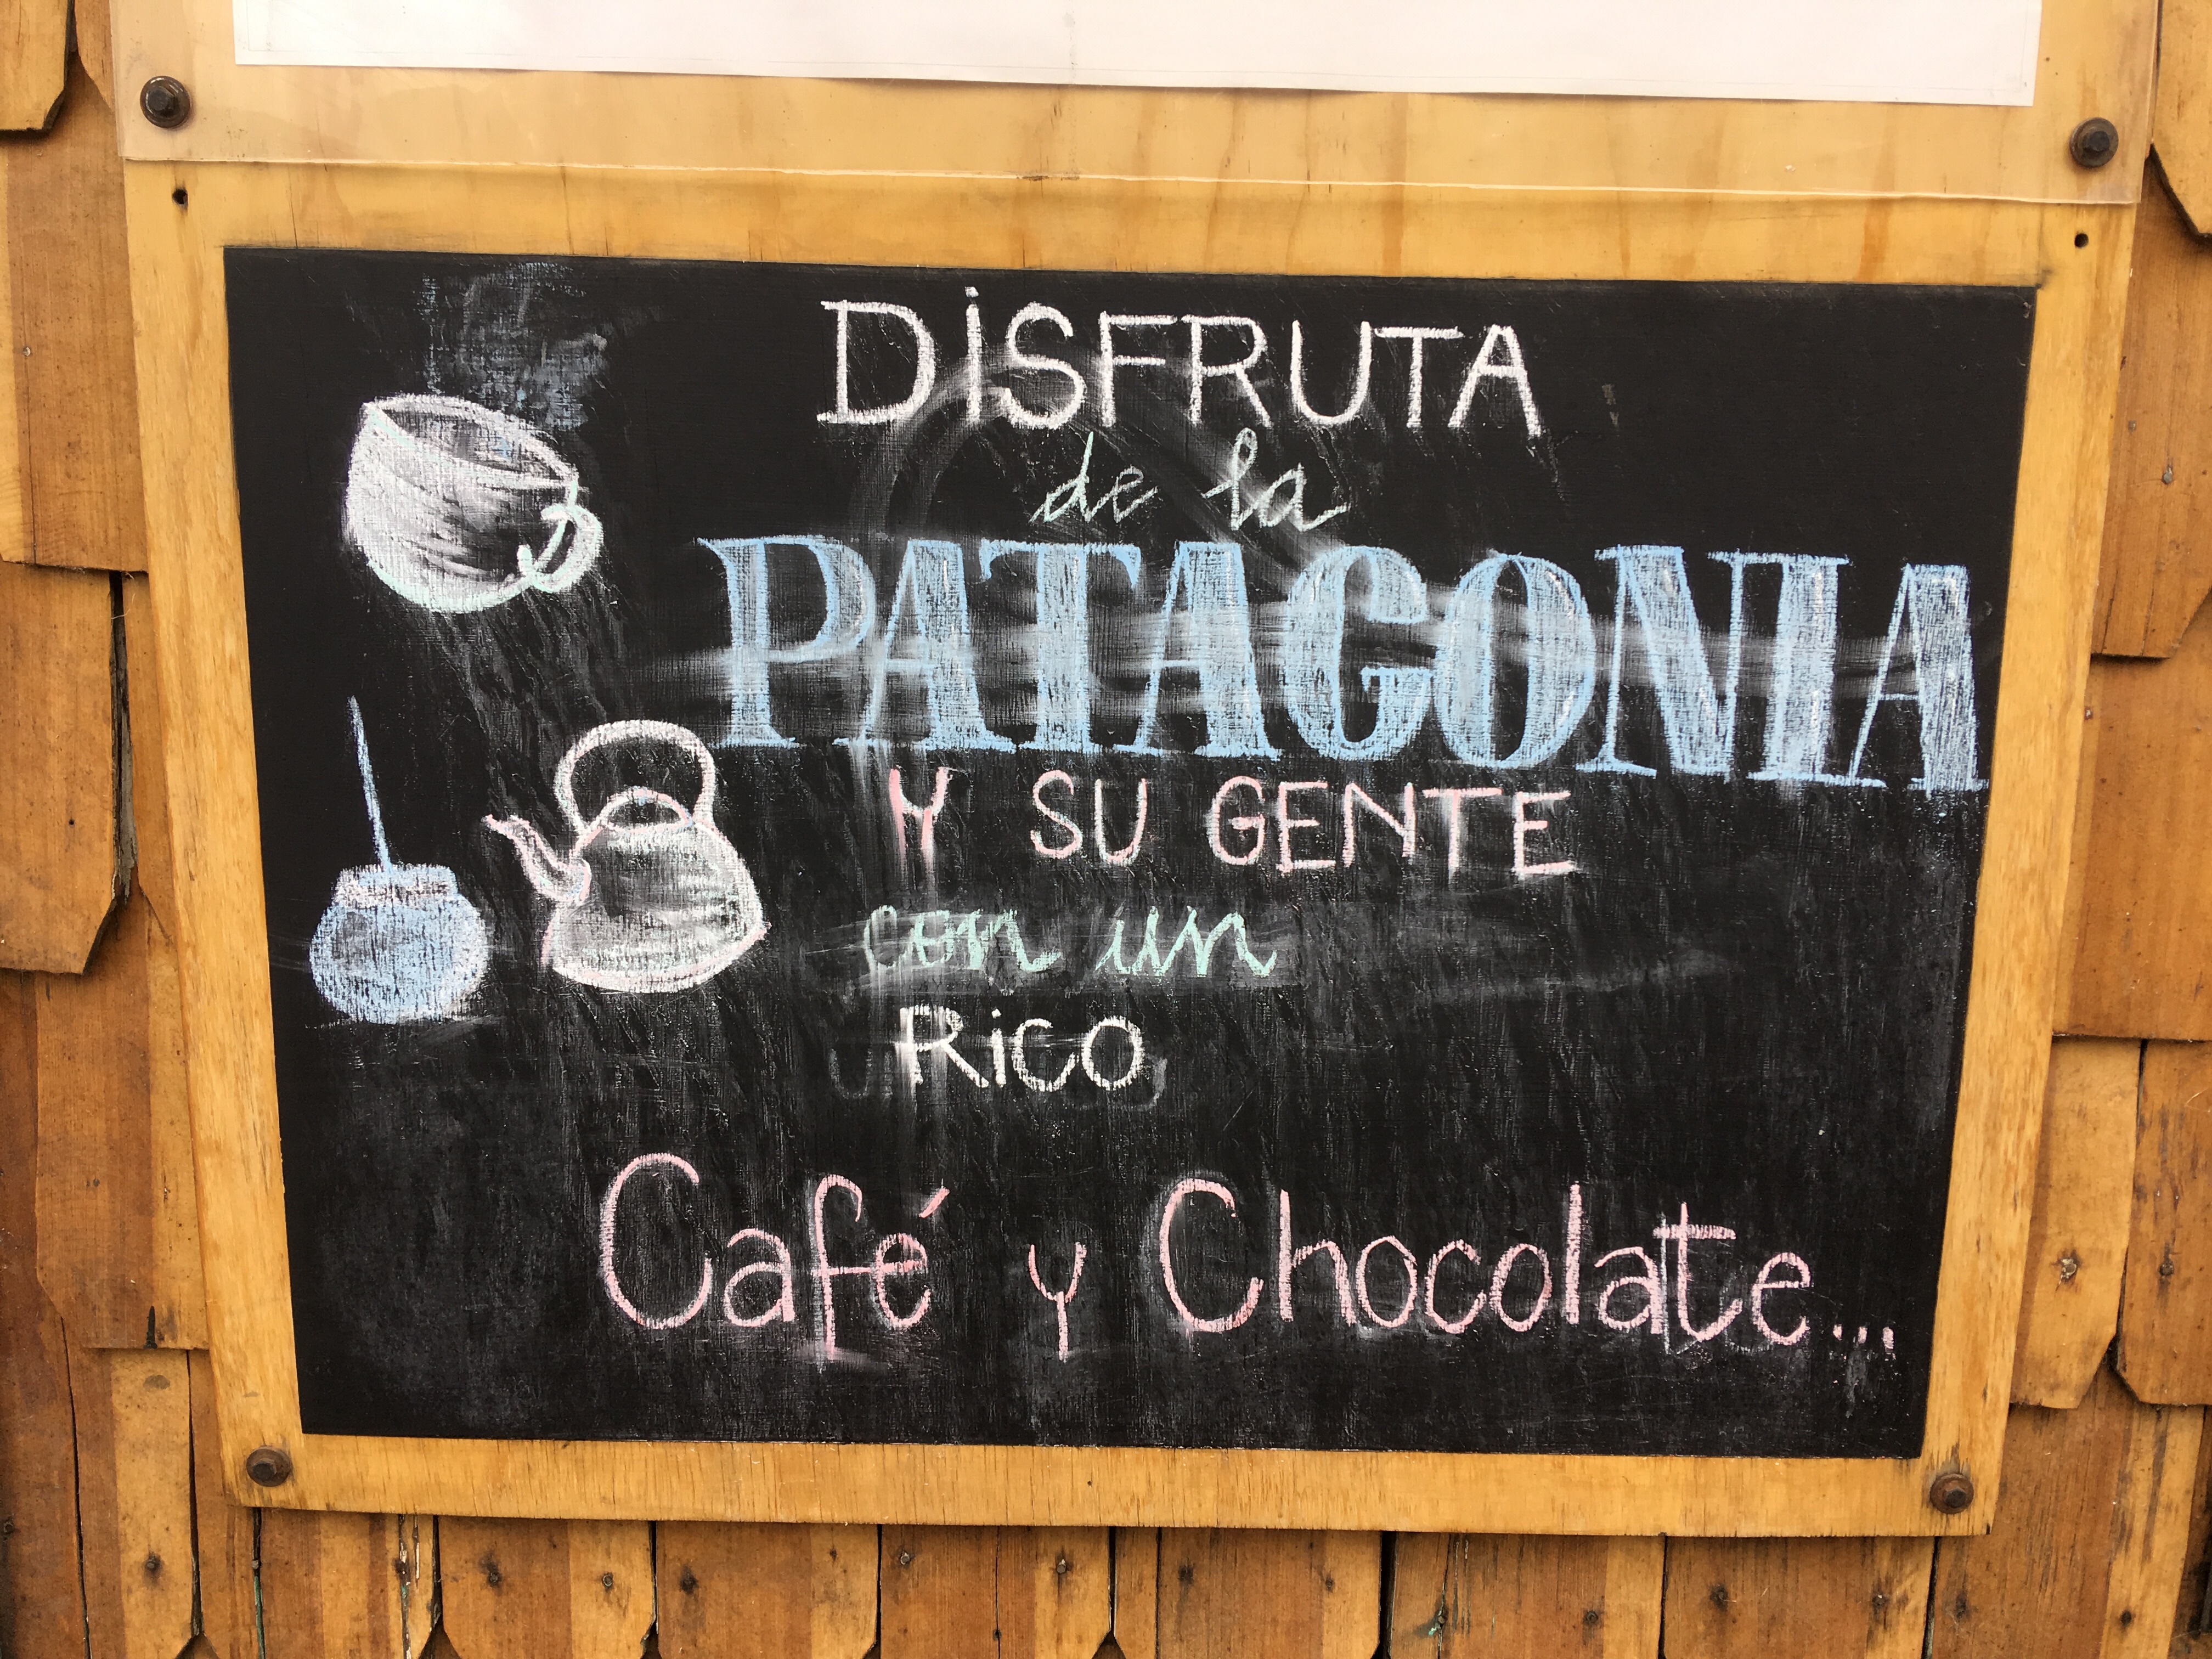 DiSFRUTA
de la
PATAGONIA
Y SU GENTE
con un
RiCO
Café y Chocolate...